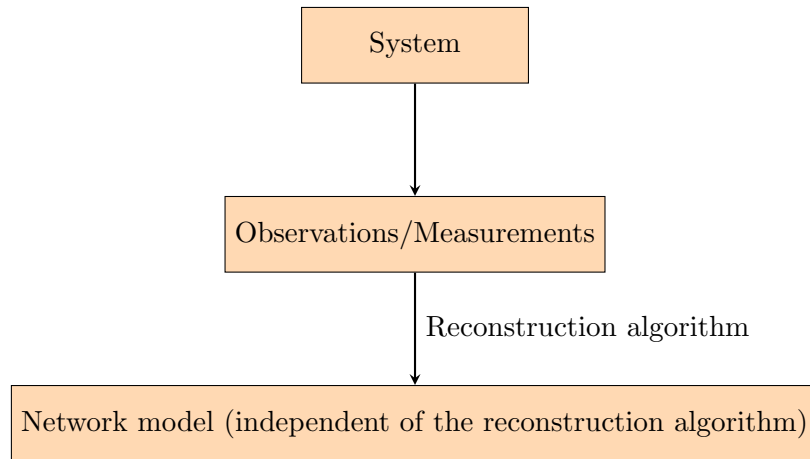 System
Observations/Measurements
Reconstruction algorithm
Network model (independent of the reconstruction algorithm)